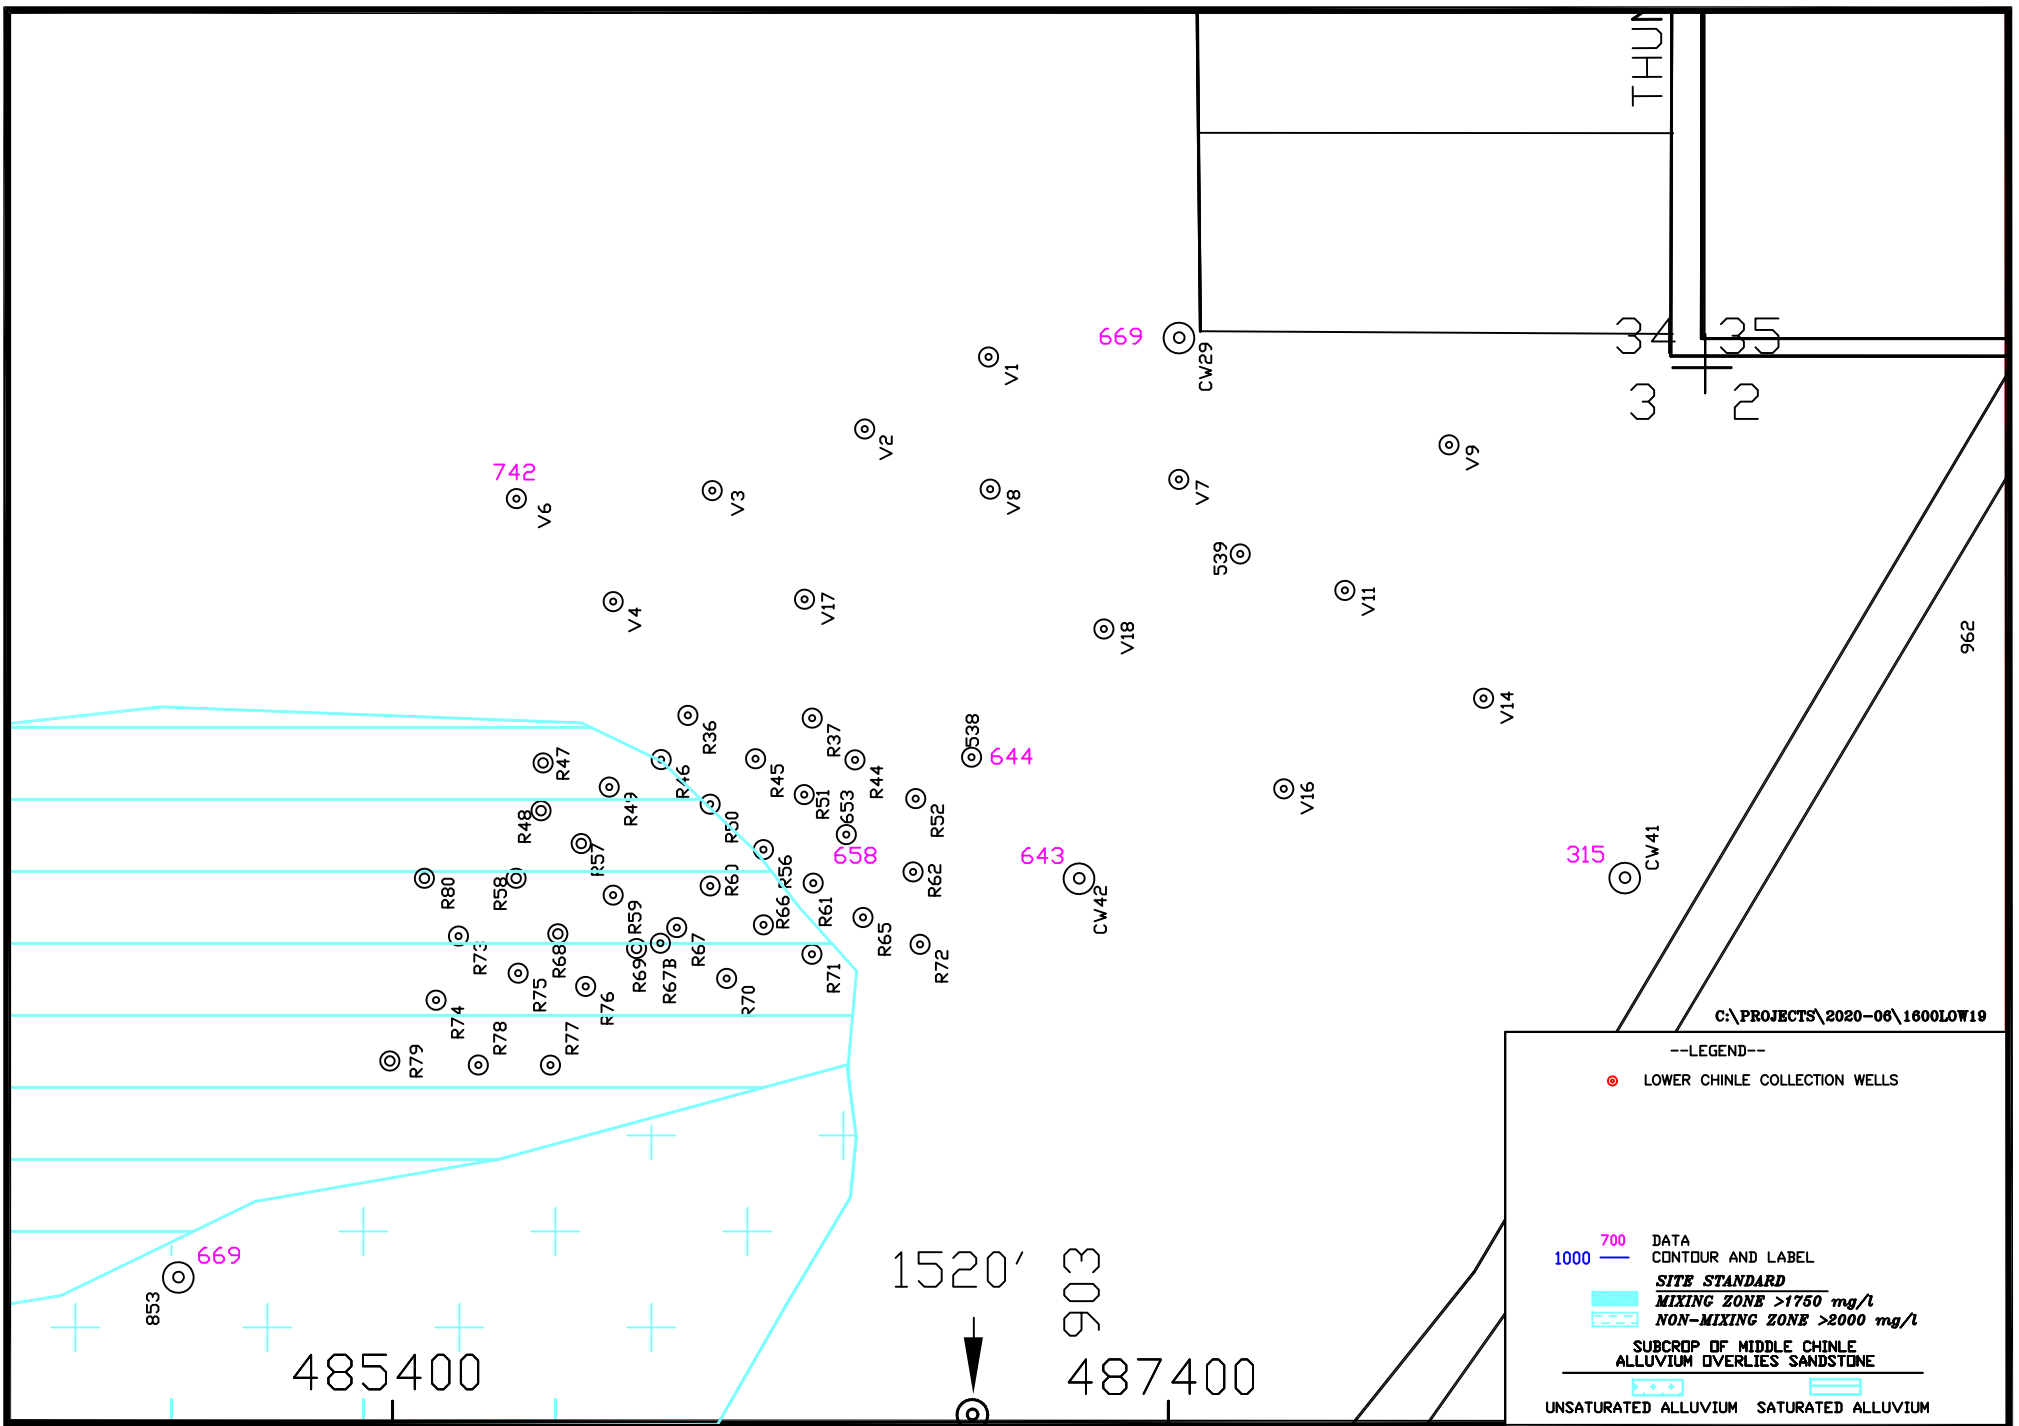 THUN
34 35
3 2
669
CW29
V1
V2
V9
742
V6
V3
V8
V7
539
V11
V4
V17
V18
962
V14
R36
R37
538
644
R47
R46
R45
R44
R49
R51
653
R52
V16
R48
R50
R57
R56
658
643
315
CW41
R80
R58
R60
R62
CW42
R59
R66
R61
R65
R73
R68
R69
R67B
R67
R71
R72
R75
R76
R70
R74
R78
R77
R79
C:\PROJECTS\2020-06\1600LOW19
--LEGEND--
LOWER CHINLE COLLECTION WELLS
700 DATA
1000 CONTOUR AND LABEL
SITE STANDARD
MIXING ZONE >1750 mg/l
NON-MIXING ZONE >2000 mg/l
SUBCROP OF MIDDLE CHINLE
ALLUVIUM OVERLIES SANDSTONE
UNSATURATED ALLUVIUM SATURATED ALLUVIUM
669
853
1520'
903
485400
487400